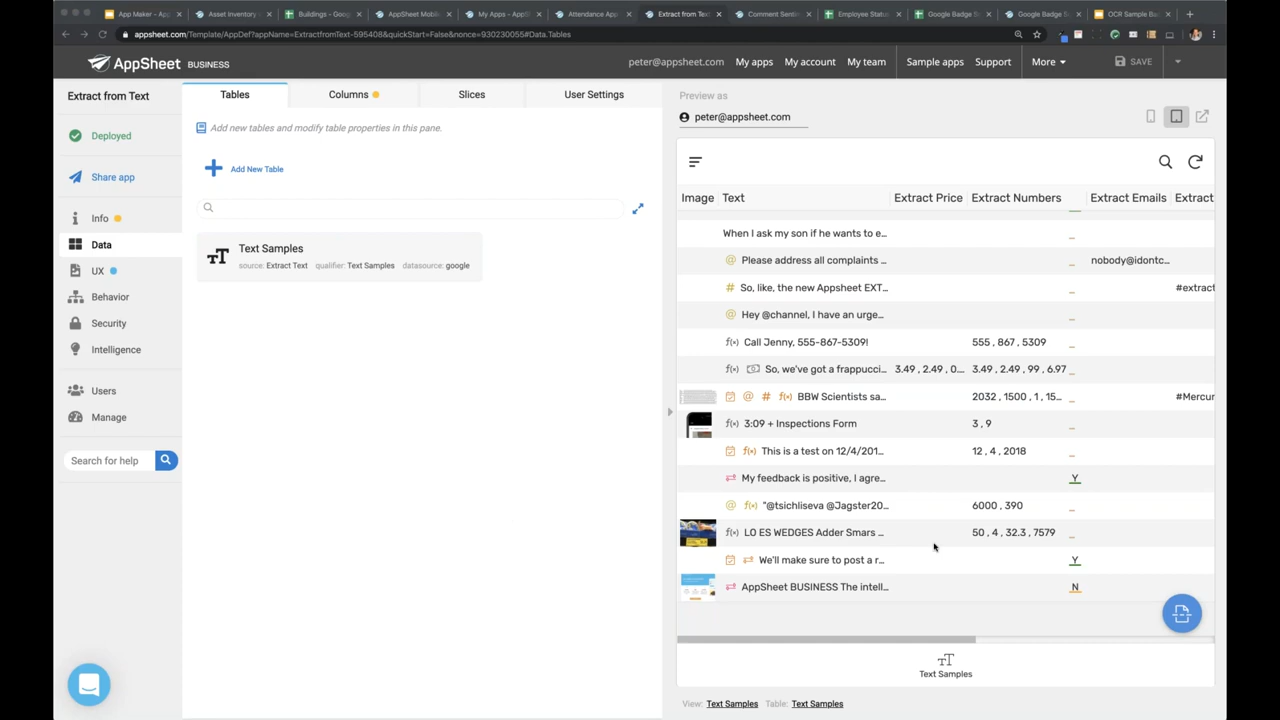 App Maker - App
Asset Inventory
Buildings - Goog
AppSheet Mobile
My Apps - AppS
Attendance App
Extract from Text
Comment Senti
Employee Status
Google Badge S
Google Badge S
OCR Sample Ba
appsheet.com/Template/AppDef?appName=ExtractfromText-595408&quickStart=False&nonce=930230055#Data.Tables
AppSheet BUSINESS
peter@appsheet.com My apps My account My team Sample apps Support More SAVE
Extract from Text
Deployed
Share app
Info
Data
UX
Behavior
Security
Intelligence
Users
Manage
Search for help
Tables Columns Slices User Settings
Add new tables and modify table properties in this pane.
Add New Table
Text Samples
source: Extract Text qualifier: Text Samples datasource: google
Preview as
peter@appsheet.com
Image Text Extract Price Extract Numbers Extract Emails Extract
When I ask my son if he wants to e... _
@ Please address all complaints ... _ nobody@idontc...
# So, like, the new Appsheet EXT... _ #extract
@ Hey @channel, I have an urge... _
f(x) Call Jenny, 555-867-5309! 555 , 867 , 5309 _
f(x) So, we've got a frappucci... 3.49 , 2.49 , 0.... 3.49 , 2.49 , 99 , 6.97 _
@ # f(x) BBW Scientists sa... 2032 , 1500 , 1 , 15... _ #Mercur
f(x) 3:09 + Inspections Form 3 , 9 _
f(x) This is a test on 12/4/201... 12 , 4 , 2018 _
My feedback is positive, I agre... Y
@ f(x) "@tsichliseva @Jagster20... 6000 , 390 _
f(x) LO ES WEDGES Adder Smars ... 50 , 4 , 32.3 , 7579 _
We'll make sure to post a r... Y
AppSheet BUSINESS The intell... N
TT
Text Samples
View: Text Samples Table: Text Samples